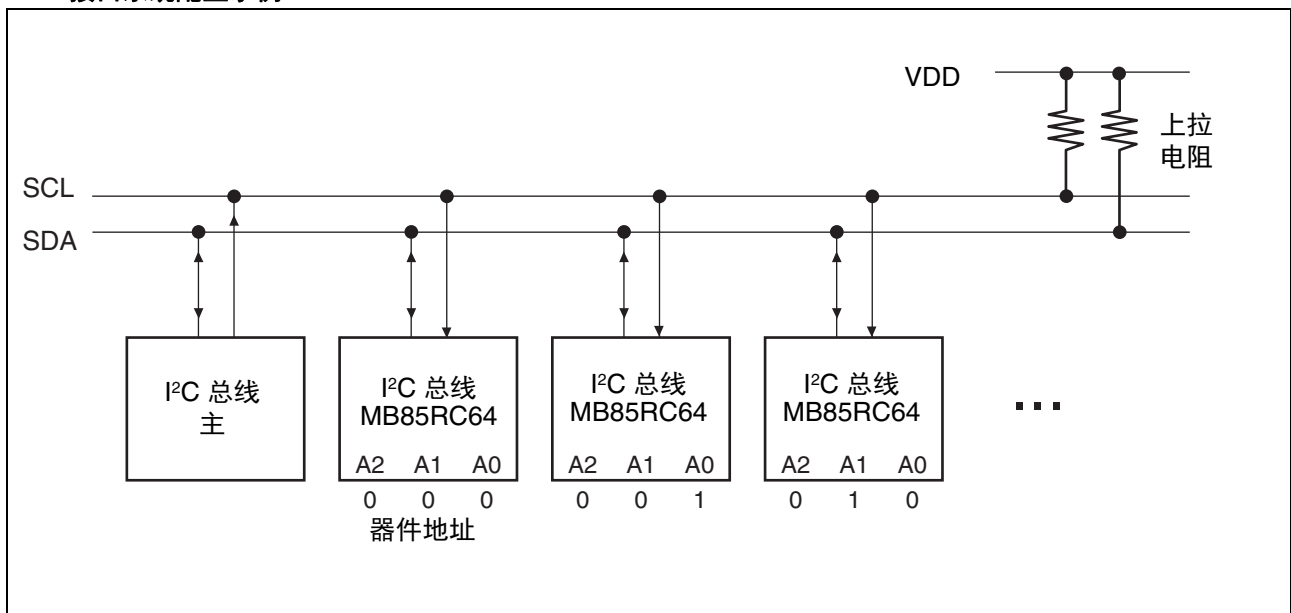 VDD
上拉
电阻
SCL
SDA
I²C 总线
主
I²C 总线
MB85RC64
A2 A1 A0
0 0 0
器件地址
I²C 总线
MB85RC64
A2 A1 A0
0 0 1
I²C 总线
MB85RC64
A2 A1 A0
0 1 0